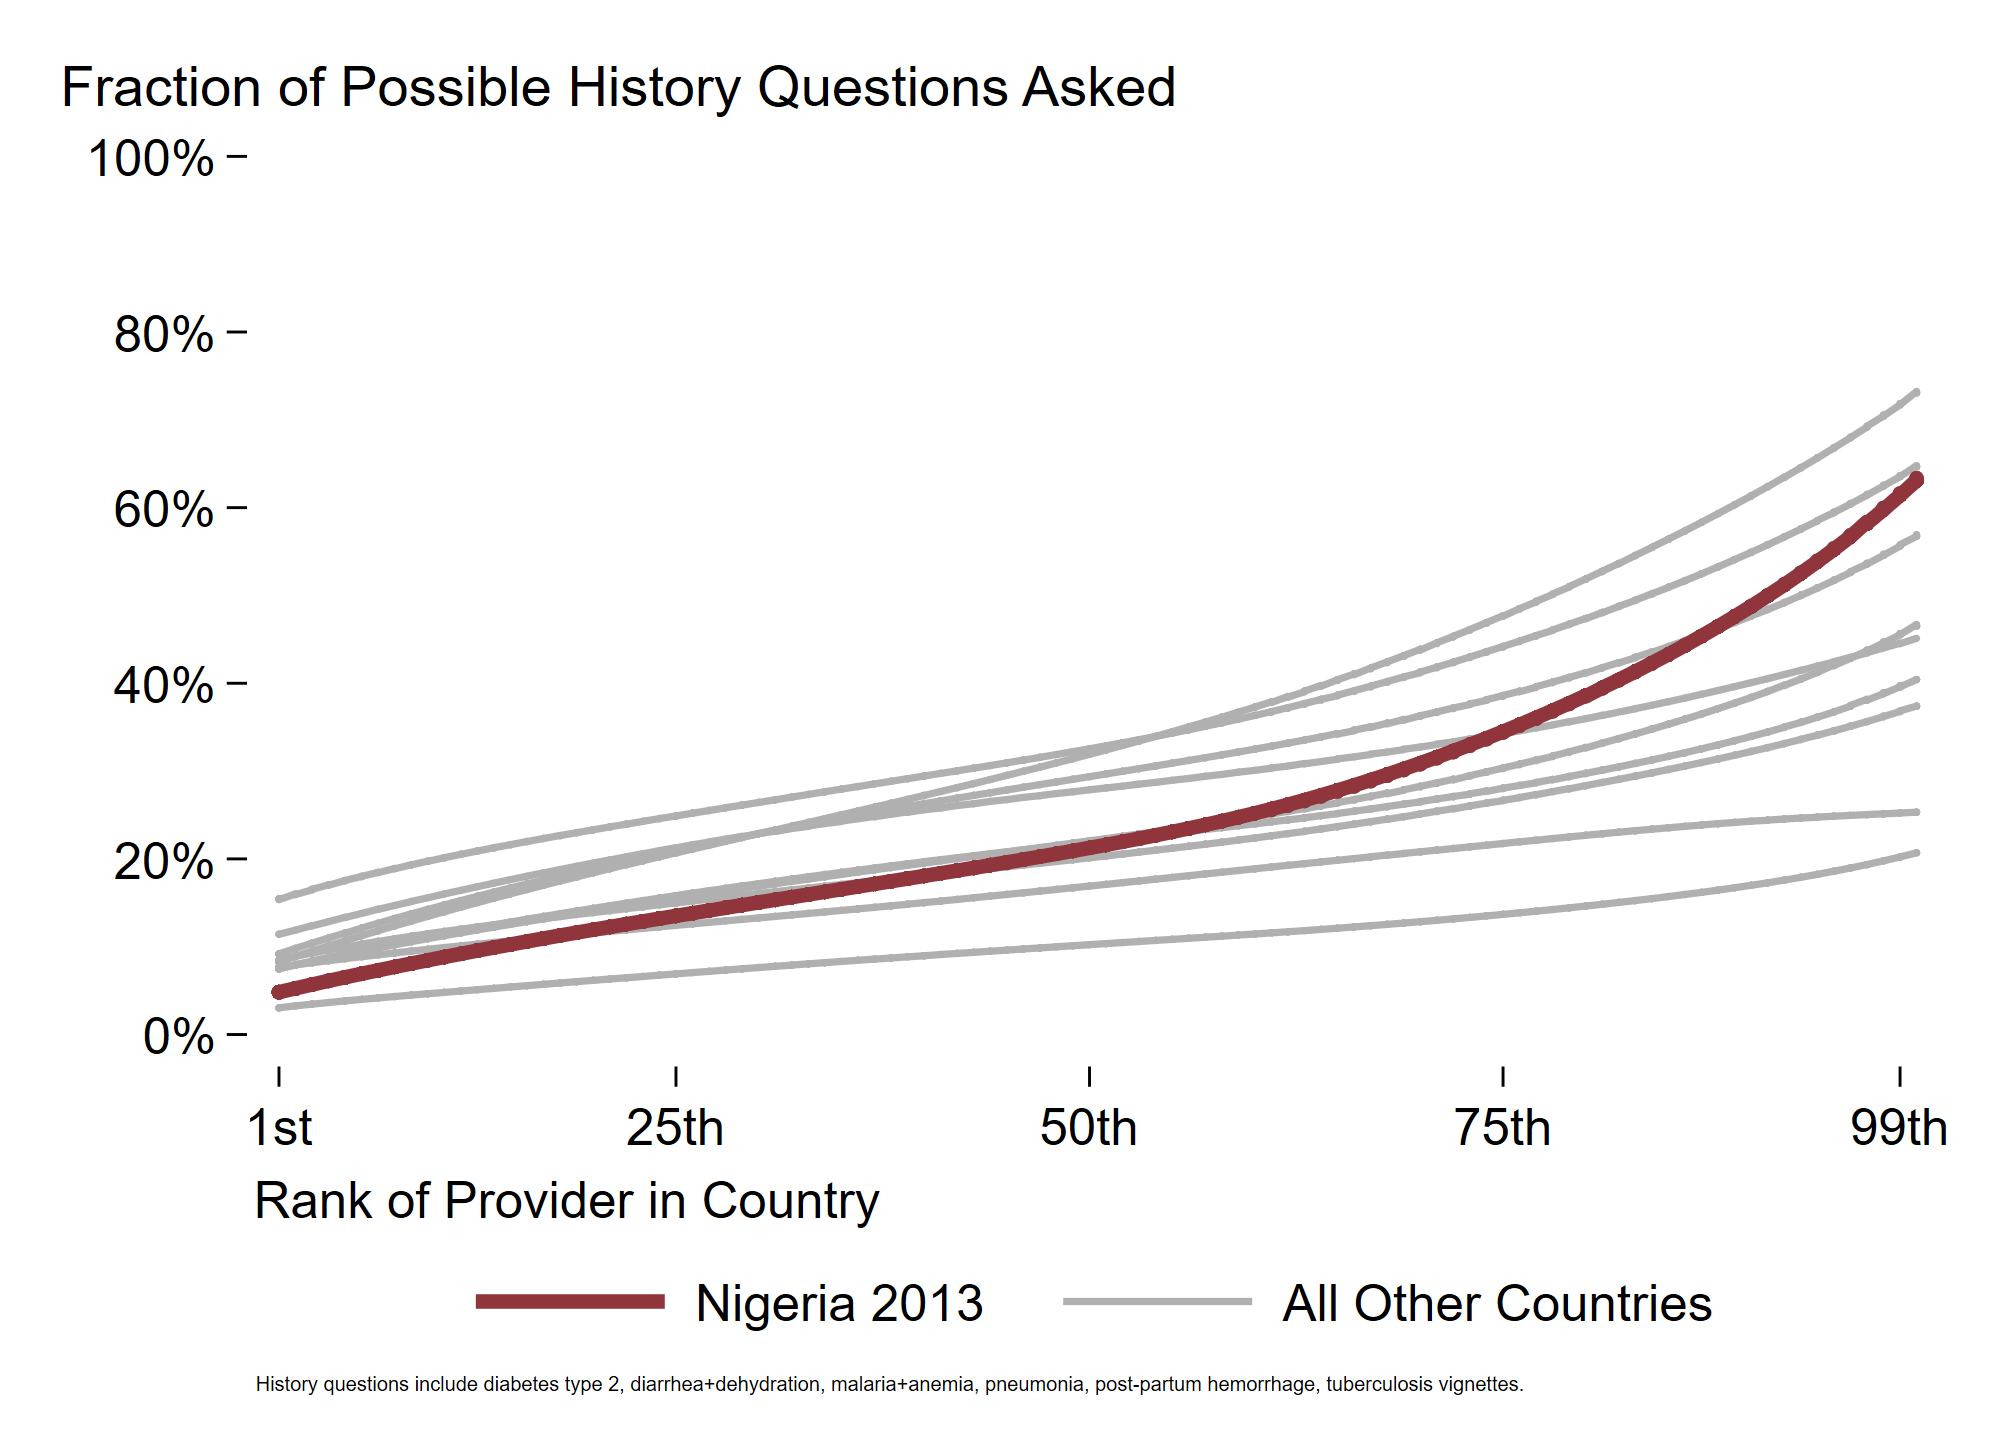 Fraction of Possible History Questions Asked
100%
80%
60%
40%
20%
0%
1st 25th 50th 75th 99th
Rank of Provider in Country
Nigeria 2013 All Other Countries
History questions include diabetes type 2, diarrhea+dehydration, malaria+anemia, pneumonia, post-partum hemorrhage, tuberculosis vignettes.